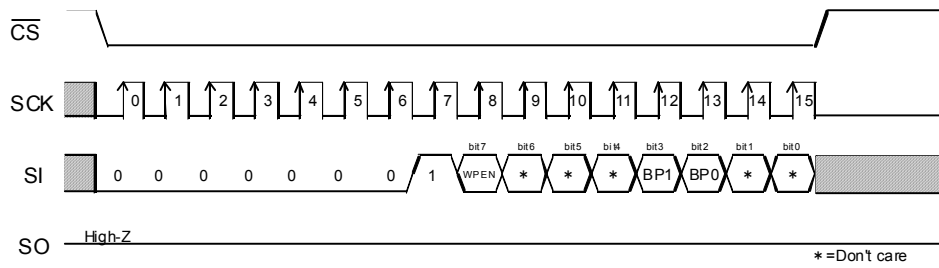 CS
SCK 0 1 2 3 4 5 6 7 8 9 10 11 12 13 14 15
bit7 bit6 bit5 bit4 bit3 bit2 bit1 bit0
SI 0 0 0 0 0 0 0 1 WPEN * * * BP1 BP0 * *
SO High-Z
*=Don't care